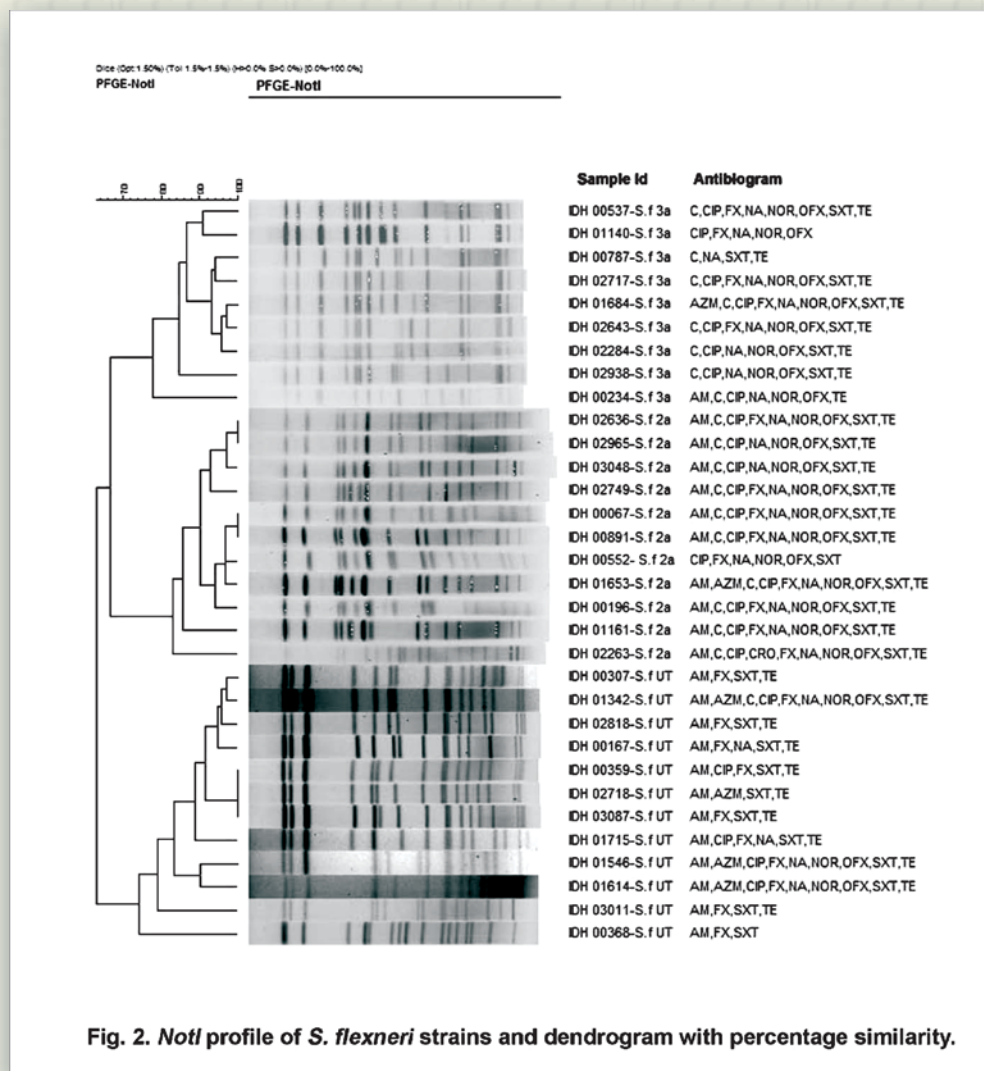 Dice (Opt:1.50%) (Tol 1.5%-1.5%) (H>0.0% S>0.0%) [0.0%-100.0%]
PFGE-NotI PFGE-NotI
70 80 90 100
Sample Id Antibiogram
IDH 00537-S.f 3a C,CIP,FX,NA,NOR,OFX,SXT,TE
IDH 01140-S.f 3a CIP,FX,NA,NOR,OFX
IDH 00787-S.f 3a C,NA,SXT,TE
IDH 02717-S.f 3a C,CIP,FX,NA,NOR,OFX,SXT,TE
IDH 01684-S.f 3a AZM,C,CIP,FX,NA,NOR,OFX,SXT,TE
IDH 02643-S.f 3a C,CIP,FX,NA,NOR,OFX,SXT,TE
IDH 02284-S.f 3a C,CIP,NA,NOR,OFX,SXT,TE
IDH 02938-S.f 3a C,CIP,NA,NOR,OFX,SXT,TE
IDH 00234-S.f 3a AM,C,CIP,NA,NOR,OFX,TE
IDH 02636-S.f 2a AM,C,CIP,FX,NA,NOR,OFX,SXT,TE
IDH 02965-S.f 2a AM,C,CIP,NA,NOR,OFX,SXT,TE
IDH 03048-S.f 2a AM,C,CIP,NA,NOR,OFX,SXT,TE
IDH 02749-S.f 2a AM,C,CIP,FX,NA,NOR,OFX,SXT,TE
IDH 00067-S.f 2a AM,C,CIP,FX,NA,NOR,OFX,SXT,TE
IDH 00891-S.f 2a AM,C,CIP,FX,NA,NOR,OFX,SXT,TE
IDH 00552- S.f 2a CIP,FX,NA,NOR,OFX,SXT
IDH 01653-S.f 2a AM,AZM,C,CIP,FX,NA,NOR,OFX,SXT,TE
IDH 00196-S.f 2a AM,C,CIP,FX,NA,NOR,OFX,SXT,TE
IDH 01161-S.f 2a AM,C,CIP,FX,NA,NOR,OFX,SXT,TE
IDH 02263-S.f 2a AM,C,CIP,CRO,FX,NA,NOR,OFX,SXT,TE
IDH 00307-S.f UT AM,FX,SXT,TE
IDH 01342-S.f UT AM,AZM,C,CIP,FX,NA,NOR,OFX,SXT,TE
IDH 02818-S.f UT AM,FX,SXT,TE
IDH 00167-S.f UT AM,FX,NA,SXT,TE
IDH 00359-S.f UT AM,CIP,FX,SXT,TE
IDH 02718-S.f UT AM,AZM,SXT,TE
IDH 03087-S.f UT AM,FX,SXT,TE
IDH 01715-S.f UT AM,CIP,FX,NA,SXT,TE
IDH 01546-S.f UT AM,AZM,CIP,FX,NA,NOR,OFX,SXT,TE
IDH 01614-S.f UT AM,AZM,CIP,FX,NA,NOR,OFX,SXT,TE
IDH 03011-S.f UT AM,FX,SXT,TE
IDH 00368-S.f UT AM,FX,SXT
Fig. 2. NotI profile of S. flexneri strains and dendrogram with percentage similarity.